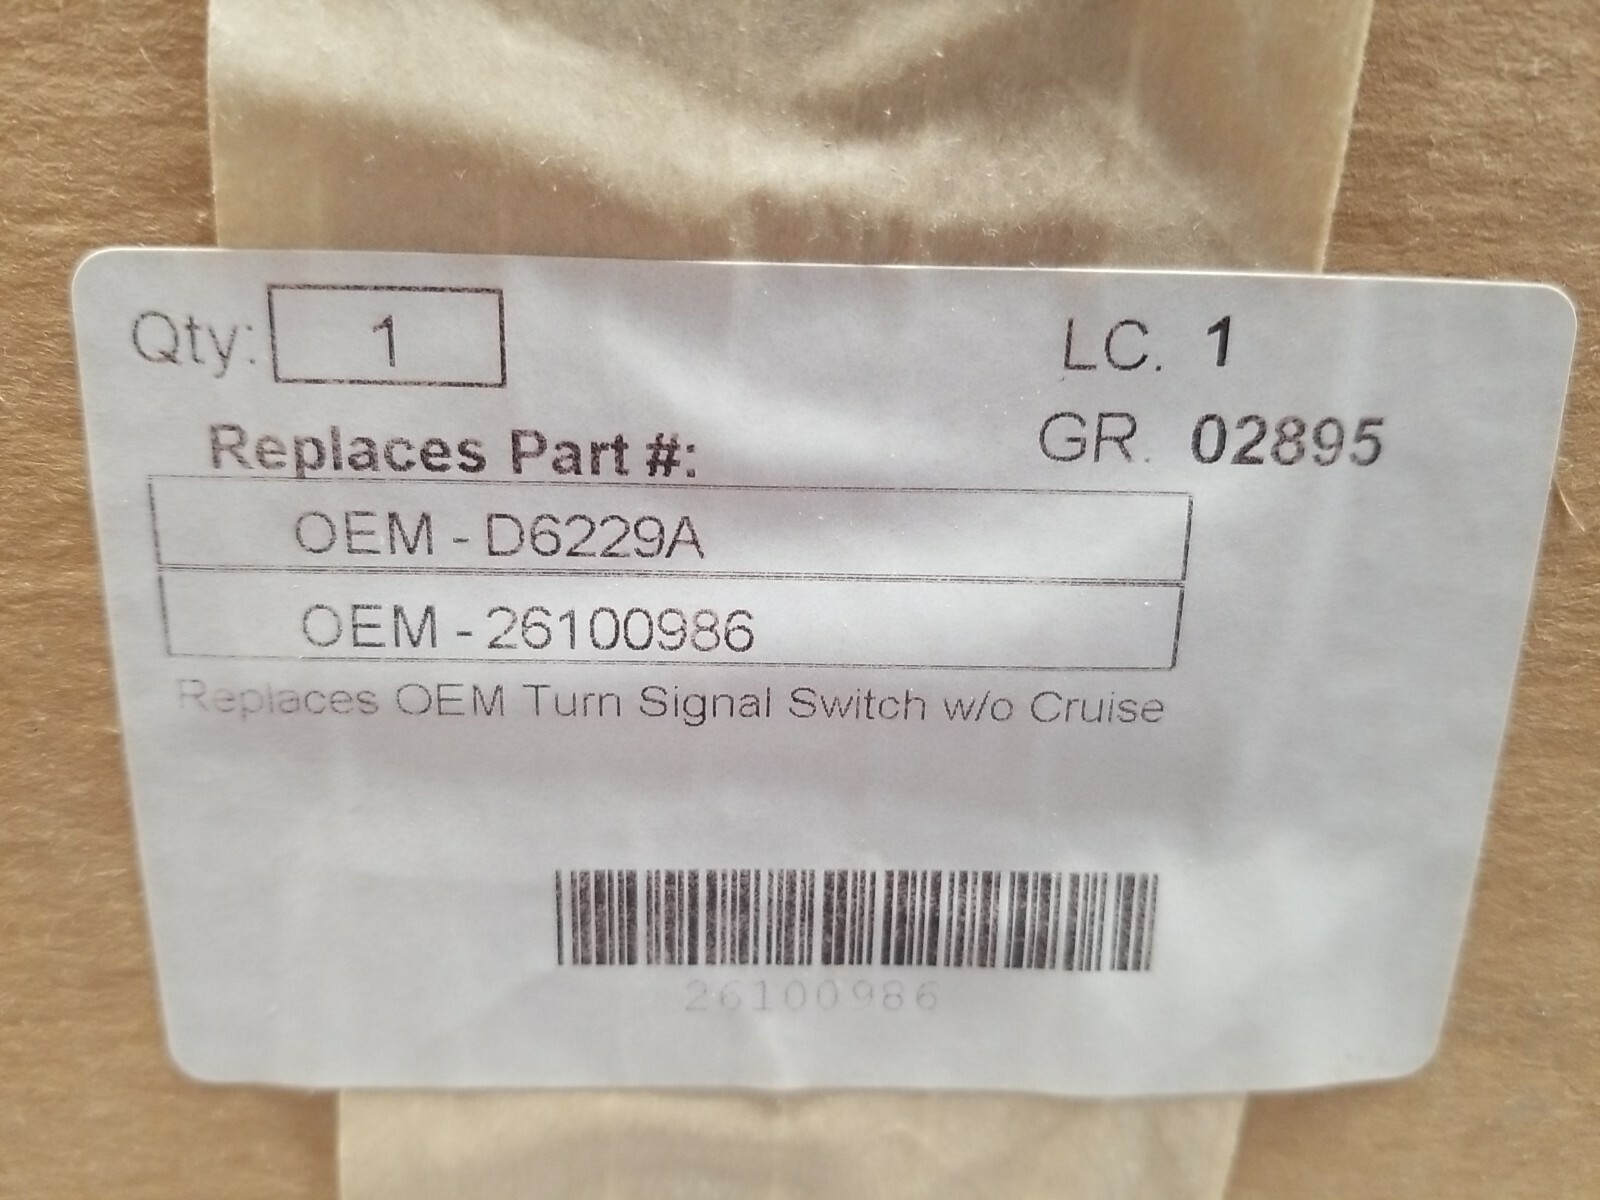 Qty: 1
LC. 1
GR. 02895
Replaces Part #:
OEM - D6229A
OEM - 26100986
Replaces OEM Turn Signal Switch w/o Cruise
26100986